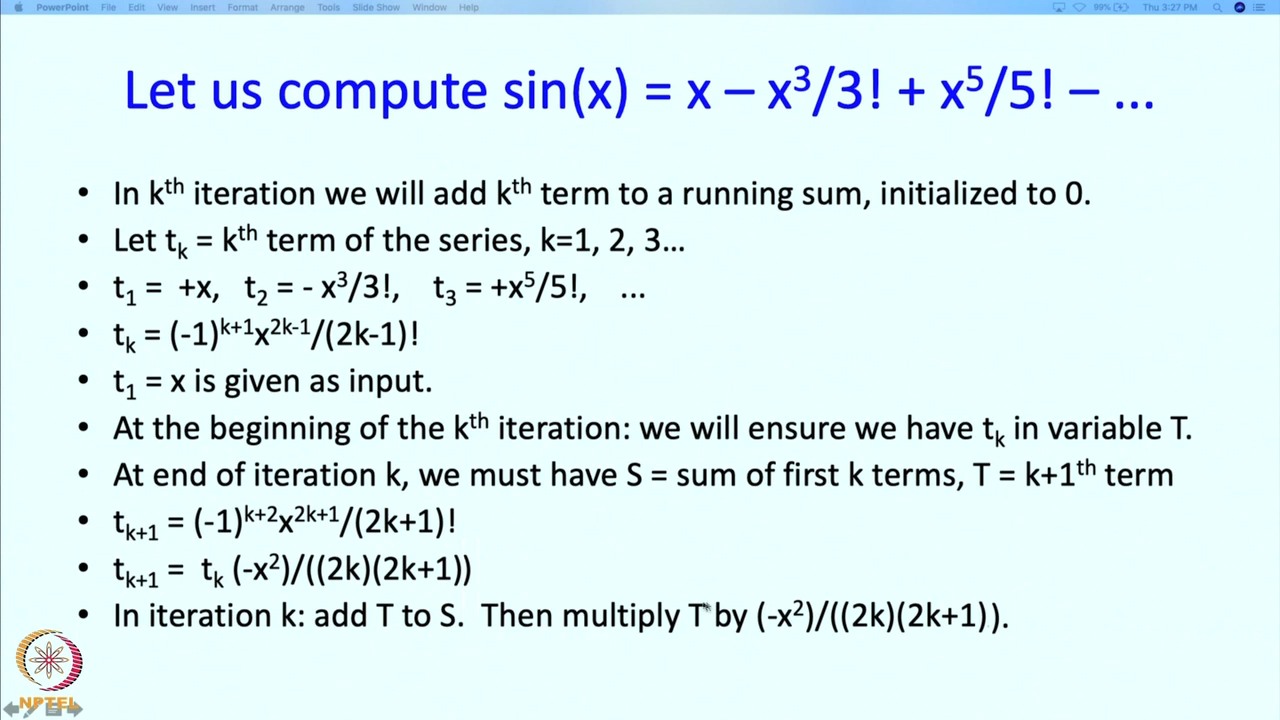 PowerPoint File Edit View Insert Format Arrange Tools Slide Show Window Help 99% Thu 3:27 PM
Let us compute sin(x) = x – x³/3! + x⁵/5! – ...
• In kᵗʰ iteration we will add kᵗʰ term to a running sum, initialized to 0.
• Let tₖ = kᵗʰ term of the series, k=1, 2, 3...
• t₁ = +x, t₂ = - x³/3!, t₃ = +x⁵/5!, ...
• tₖ = (-1)ᵏ⁺¹x²ᵏ⁻¹/(2k-1)!
• t₁ = x is given as input.
• At the beginning of the kᵗʰ iteration: we will ensure we have tₖ in variable T.
• At end of iteration k, we must have S = sum of first k terms, T = k+1ᵗʰ term
• tₖ₊₁ = (-1)ᵏ⁺²x²ᵏ⁺¹/(2k+1)!
• tₖ₊₁ = tₖ (-x²)/((2k)(2k+1))
• In iteration k: add T to S. Then multiply T by (-x²)/((2k)(2k+1)).
NPTEL